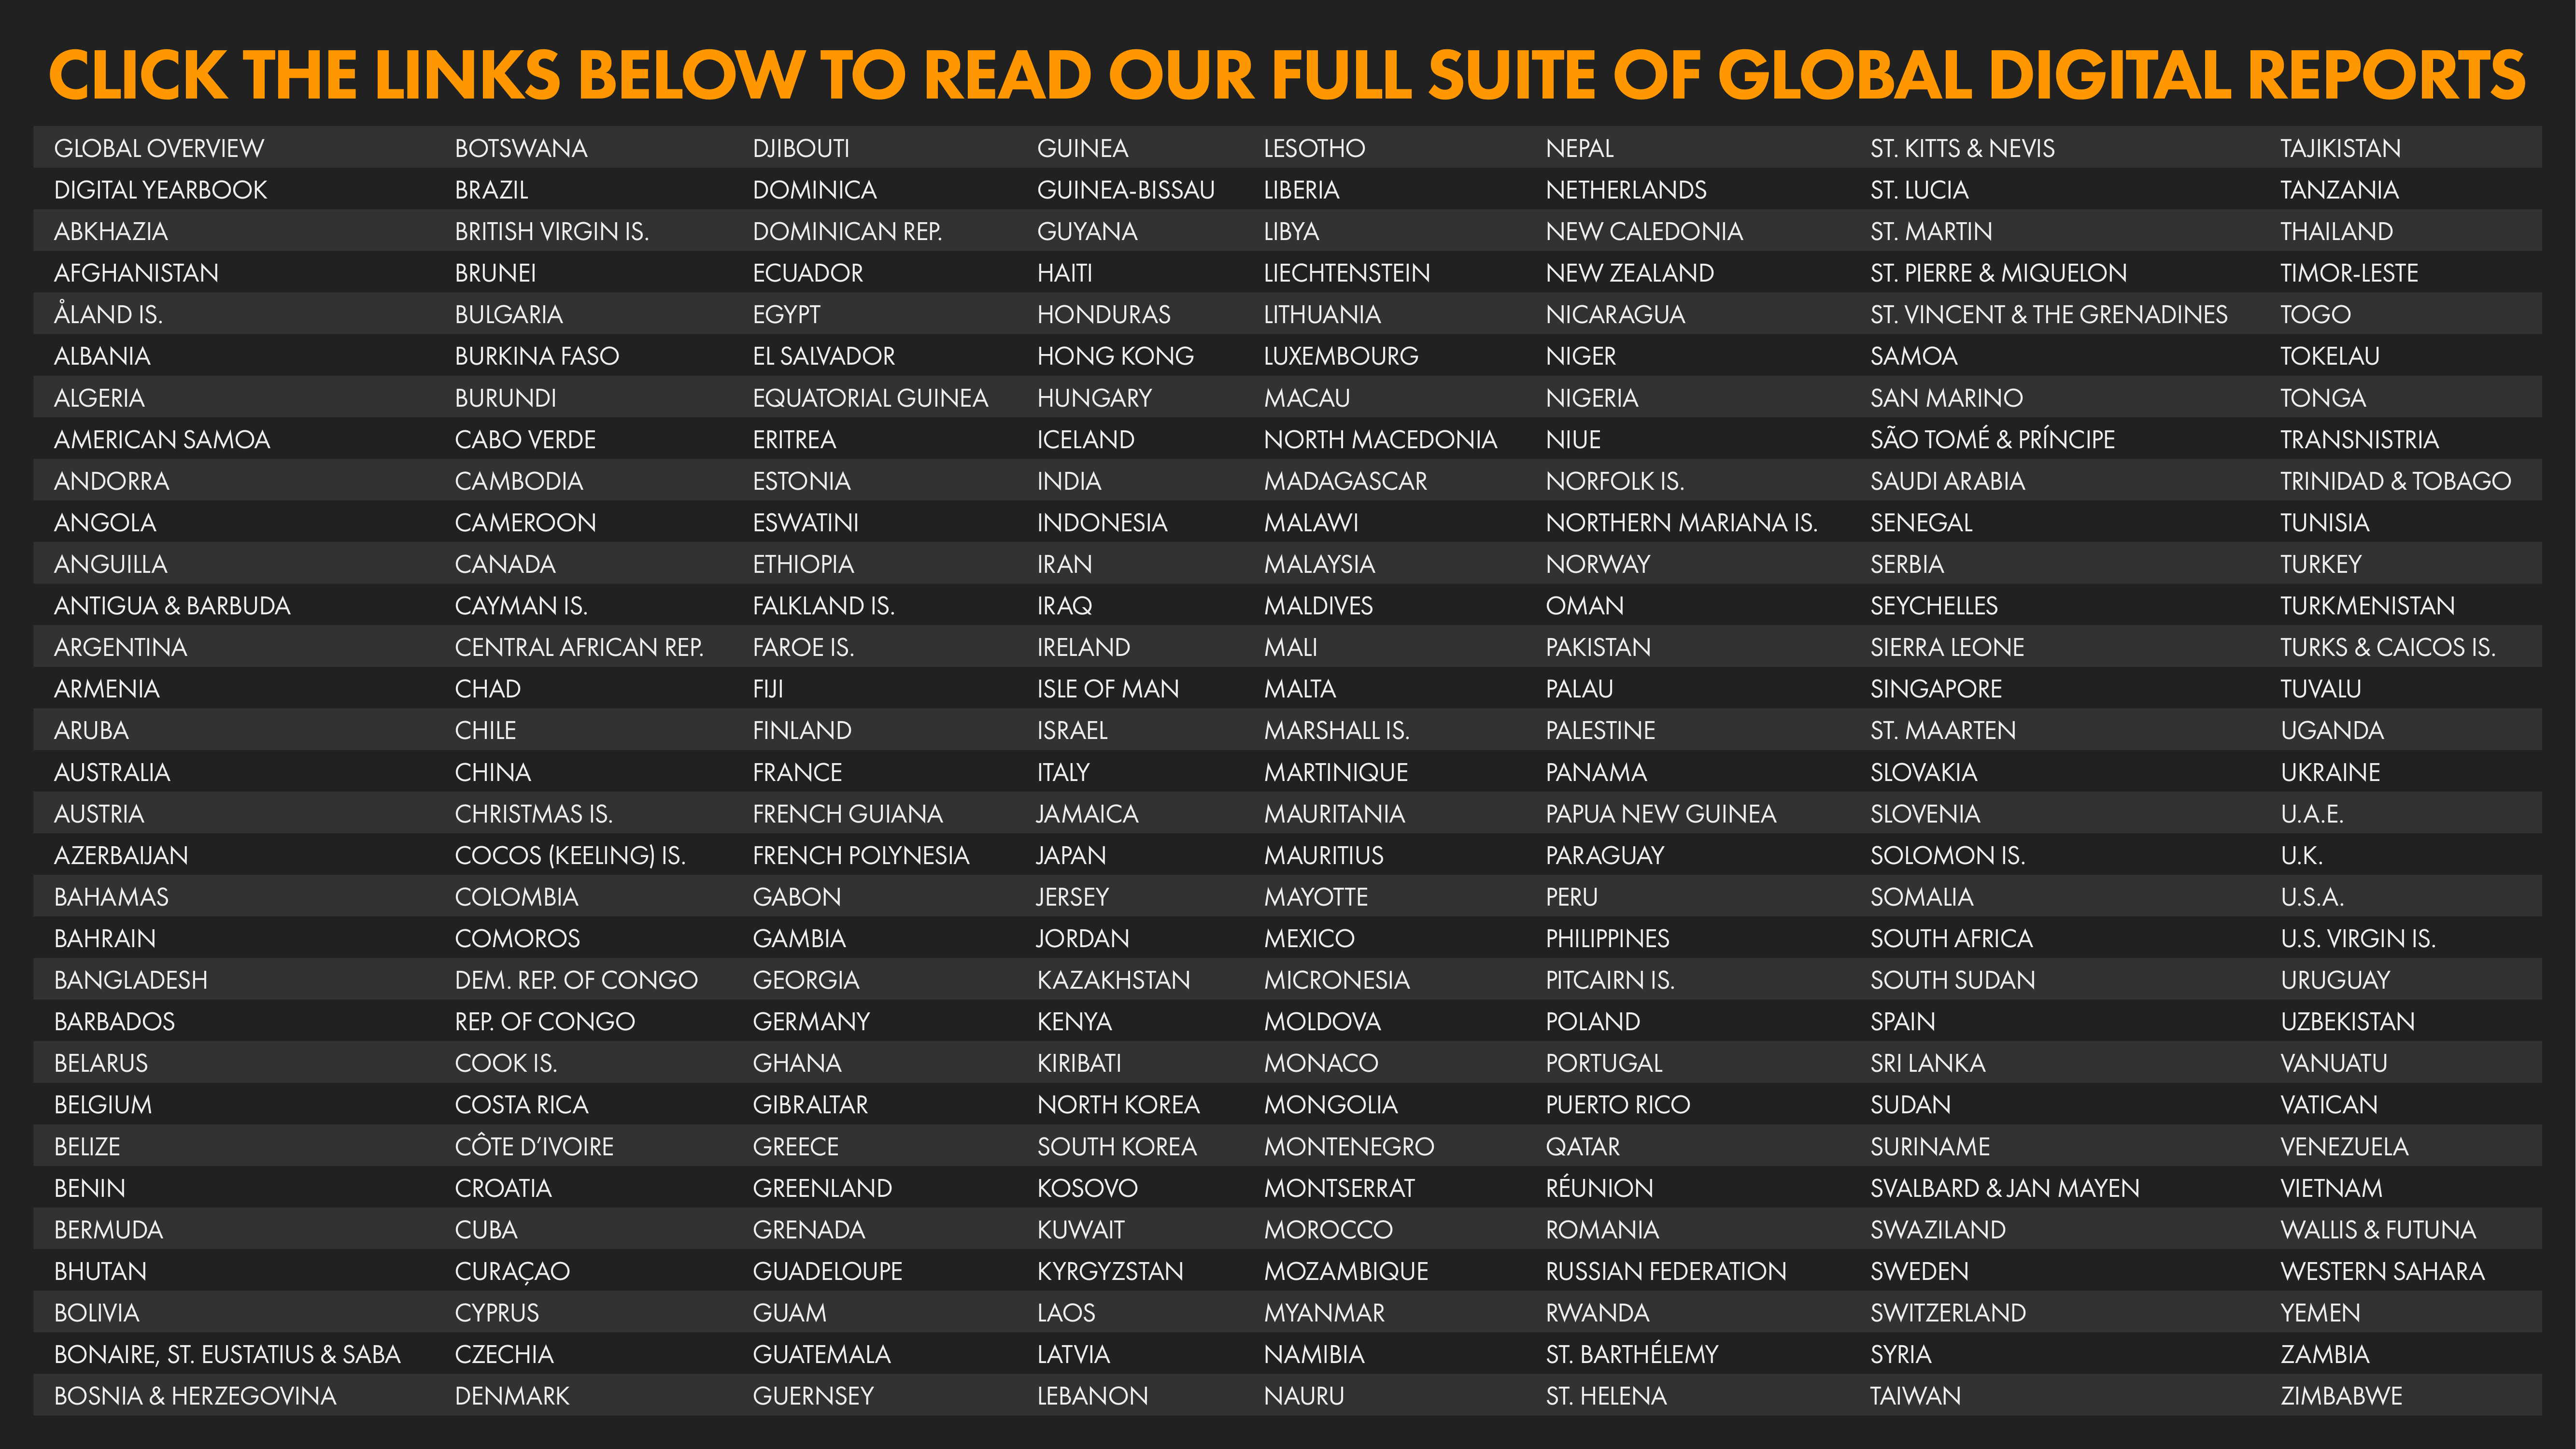 CLICK THE LINKS BELOW TO READ OUR FULL SUITE OF GLOBAL DIGITAL REPORTS
GLOBAL OVERVIEW BOTSWANA DJIBOUTI GUINEA LESOTHO NEPAL ST. KITTS & NEVIS TAJIKISTAN
DIGITAL YEARBOOK BRAZIL DOMINICA GUINEA-BISSAU LIBERIA NETHERLANDS ST. LUCIA TANZANIA
ABKHAZIA BRITISH VIRGIN IS. DOMINICAN REP. GUYANA LIBYA NEW CALEDONIA ST. MARTIN THAILAND
AFGHANISTAN BRUNEI ECUADOR HAITI LIECHTENSTEIN NEW ZEALAND ST. PIERRE & MIQUELON TIMOR-LESTE
ÅLAND IS. BULGARIA EGYPT HONDURAS LITHUANIA NICARAGUA ST. VINCENT & THE GRENADINES TOGO
ALBANIA BURKINA FASO EL SALVADOR HONG KONG LUXEMBOURG NIGER SAMOA TOKELAU
ALGERIA BURUNDI EQUATORIAL GUINEA HUNGARY MACAU NIGERIA SAN MARINO TONGA
AMERICAN SAMOA CABO VERDE ERITREA ICELAND NORTH MACEDONIA NIUE SÃO TOMÉ & PRÍNCIPE TRANSNISTRIA
ANDORRA CAMBODIA ESTONIA INDIA MADAGASCAR NORFOLK IS. SAUDI ARABIA TRINIDAD & TOBAGO
ANGOLA CAMEROON ESWATINI INDONESIA MALAWI NORTHERN MARIANA IS. SENEGAL TUNISIA
ANGUILLA CANADA ETHIOPIA IRAN MALAYSIA NORWAY SERBIA TURKEY
ANTIGUA & BARBUDA CAYMAN IS. FALKLAND IS. IRAQ MALDIVES OMAN SEYCHELLES TURKMENISTAN
ARGENTINA CENTRAL AFRICAN REP. FAROE IS. IRELAND MALI PAKISTAN SIERRA LEONE TURKS & CAICOS IS.
ARMENIA CHAD FIJI ISLE OF MAN MALTA PALAU SINGAPORE TUVALU
ARUBA CHILE FINLAND ISRAEL MARSHALL IS. PALESTINE ST. MAARTEN UGANDA
AUSTRALIA CHINA FRANCE ITALY MARTINIQUE PANAMA SLOVAKIA UKRAINE
AUSTRIA CHRISTMAS IS. FRENCH GUIANA JAMAICA MAURITANIA PAPUA NEW GUINEA SLOVENIA U.A.E.
AZERBAIJAN COCOS (KEELING) IS. FRENCH POLYNESIA JAPAN MAURITIUS PARAGUAY SOLOMON IS. U.K.
BAHAMAS COLOMBIA GABON JERSEY MAYOTTE PERU SOMALIA U.S.A.
BAHRAIN COMOROS GAMBIA JORDAN MEXICO PHILIPPINES SOUTH AFRICA U.S. VIRGIN IS.
BANGLADESH DEM. REP. OF CONGO GEORGIA KAZAKHSTAN MICRONESIA PITCAIRN IS. SOUTH SUDAN URUGUAY
BARBADOS REP. OF CONGO GERMANY KENYA MOLDOVA POLAND SPAIN UZBEKISTAN
BELARUS COOK IS. GHANA KIRIBATI MONACO PORTUGAL SRI LANKA VANUATU
BELGIUM COSTA RICA GIBRALTAR NORTH KOREA MONGOLIA PUERTO RICO SUDAN VATICAN
BELIZE CÔTE D’IVOIRE GREECE SOUTH KOREA MONTENEGRO QATAR SURINAME VENEZUELA
BENIN CROATIA GREENLAND KOSOVO MONTSERRAT RÉUNION SVALBARD & JAN MAYEN VIETNAM
BERMUDA CUBA GRENADA KUWAIT MOROCCO ROMANIA SWAZILAND WALLIS & FUTUNA
BHUTAN CURAÇAO GUADELOUPE KYRGYZSTAN MOZAMBIQUE RUSSIAN FEDERATION SWEDEN WESTERN SAHARA
BOLIVIA CYPRUS GUAM LAOS MYANMAR RWANDA SWITZERLAND YEMEN
BONAIRE, ST. EUSTATIUS & SABA CZECHIA GUATEMALA LATVIA NAMIBIA ST. BARTHÉLEMY SYRIA ZAMBIA
BOSNIA & HERZEGOVINA DENMARK GUERNSEY LEBANON NAURU ST. HELENA TAIWAN ZIMBABWE